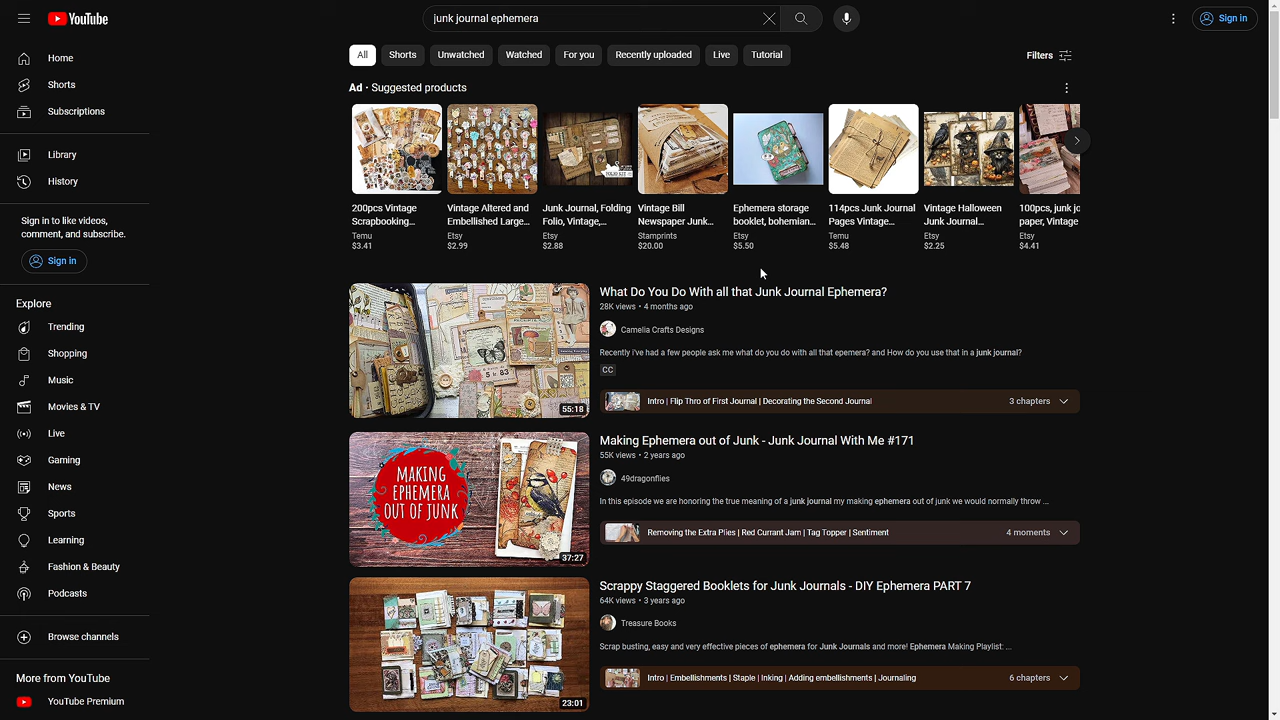 YouTube
junk journal ephemera
Sign in
Home
Shorts
Subscriptions
Library
History
Sign in to like videos,
comment, and subscribe.
Sign in
Explore
Trending
Shopping
Music
Movies & TV
Live
Gaming
News
Sports
Learning
Fashion & Beauty
Podcasts
Browse channels
More from YouTube
YouTube Premium
All
Shorts
Unwatched
Watched
For you
Recently uploaded
Live
Tutorial
Filters
Ad · Suggested products
200pcs Vintage
Scrapbooking...
Temu
$3.41
Vintage Altered and
Embellished Large...
Etsy
$2.99
Junk Journal, Folding
Folio, Vintage,...
Etsy
$2.88
Vintage Bill
Newspaper Junk...
Stamprints
$20.00
Ephemera storage
booklet, bohemian...
Etsy
$5.50
114pcs Junk Journal
Pages Vintage...
Temu
$5.48
Vintage Halloween
Junk Journal...
Etsy
$2.25
100pcs, junk jo
paper, Vintage
Etsy
$4.41
55:18
What Do You Do With all that Junk Journal Ephemera?
28K views • 4 months ago
Camelia Crafts Designs
Recently i've had a few people ask me what do you do with all that epemera? and How do you use that in a junk journal?
CC
Intro | Flip Thro of First Journal | Decorating the Second Journal
3 chapters
MAKING
EPHEMERA
OUT OF JUNK
37:27
Making Ephemera out of Junk - Junk Journal With Me #171
55K views • 2 years ago
49dragonflies
In this episode we are honoring the true meaning of a junk journal my making ephemera out of junk we would normally throw ...
Removing the Extra Piles | Red Currant Jam | Tag Topper | Sentiment
4 moments
23:01
Scrappy Staggered Booklets for Junk Journals - DIY Ephemera PART 7
64K views • 3 years ago
Treasure Books
Scrap busting, easy and very effective pieces of ephemera for Junk Journals and more! Ephemera Making Playlist: ...
Intro | Embellishments | Staple | Inking | Adding embellishments | Journaling
6 chapters